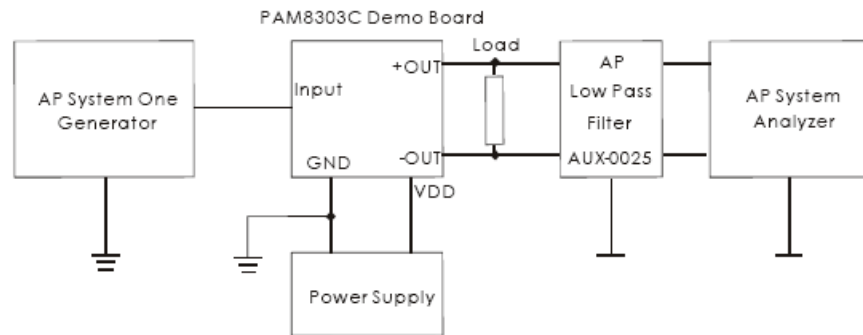 PAM8303C Demo Board
AP System One
Generator
Input
+OUT
-OUT
GND
VDD
Power Supply
Load
AP
Low Pass
Filter
AUX-0025
AP System
Analyzer